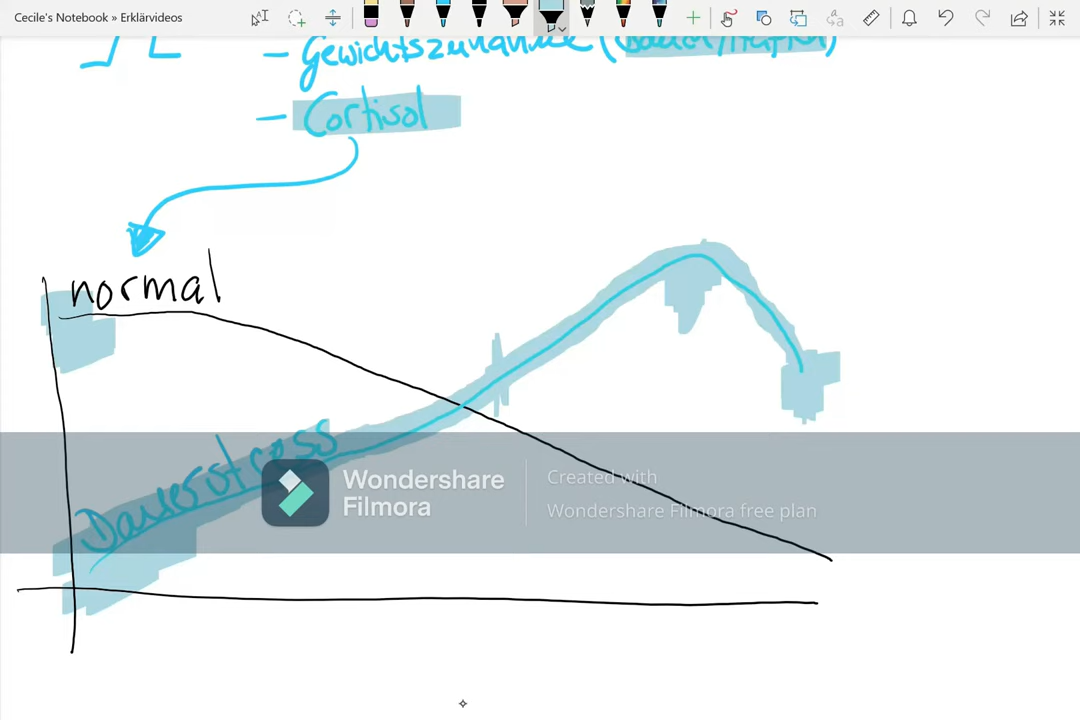 Cecile's Notebook » Erklärvideos
- Gewichtszunahme (
- Cortisol
normal
Dauerstress
Wondershare
Filmora
Created with
Wondershare Filmora free plan